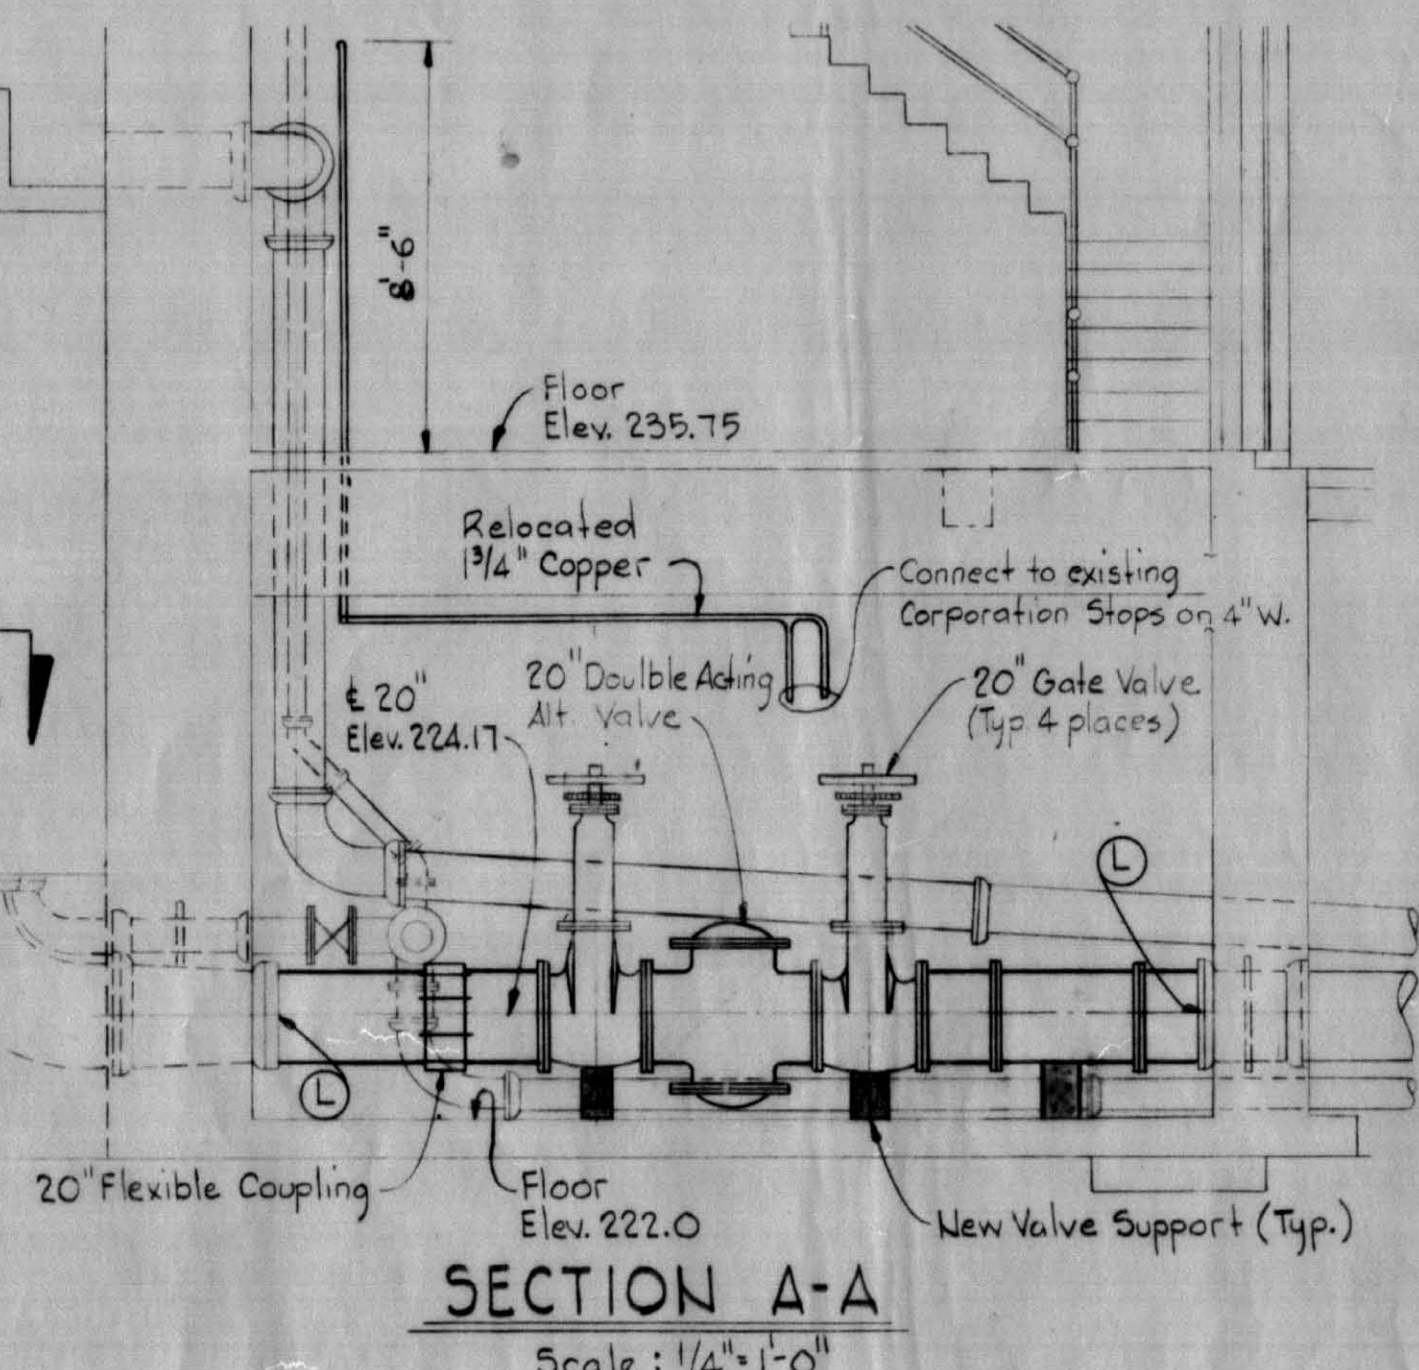 8'-6"
Floor
Elev. 235.75
Relocated
1 3/4" Copper
Connect to existing
Corporation Stops on 4" W.
℄ 20"
Elev. 224.17
20" Doulble Acting
Alt. Valve
20" Gate Valve
(Typ. 4 places)
L
L
20" Flexible Coupling
Floor
Elev. 222.0
New Valve Support (Typ.)
SECTION A-A
Scale : 1/4" = 1'-0"